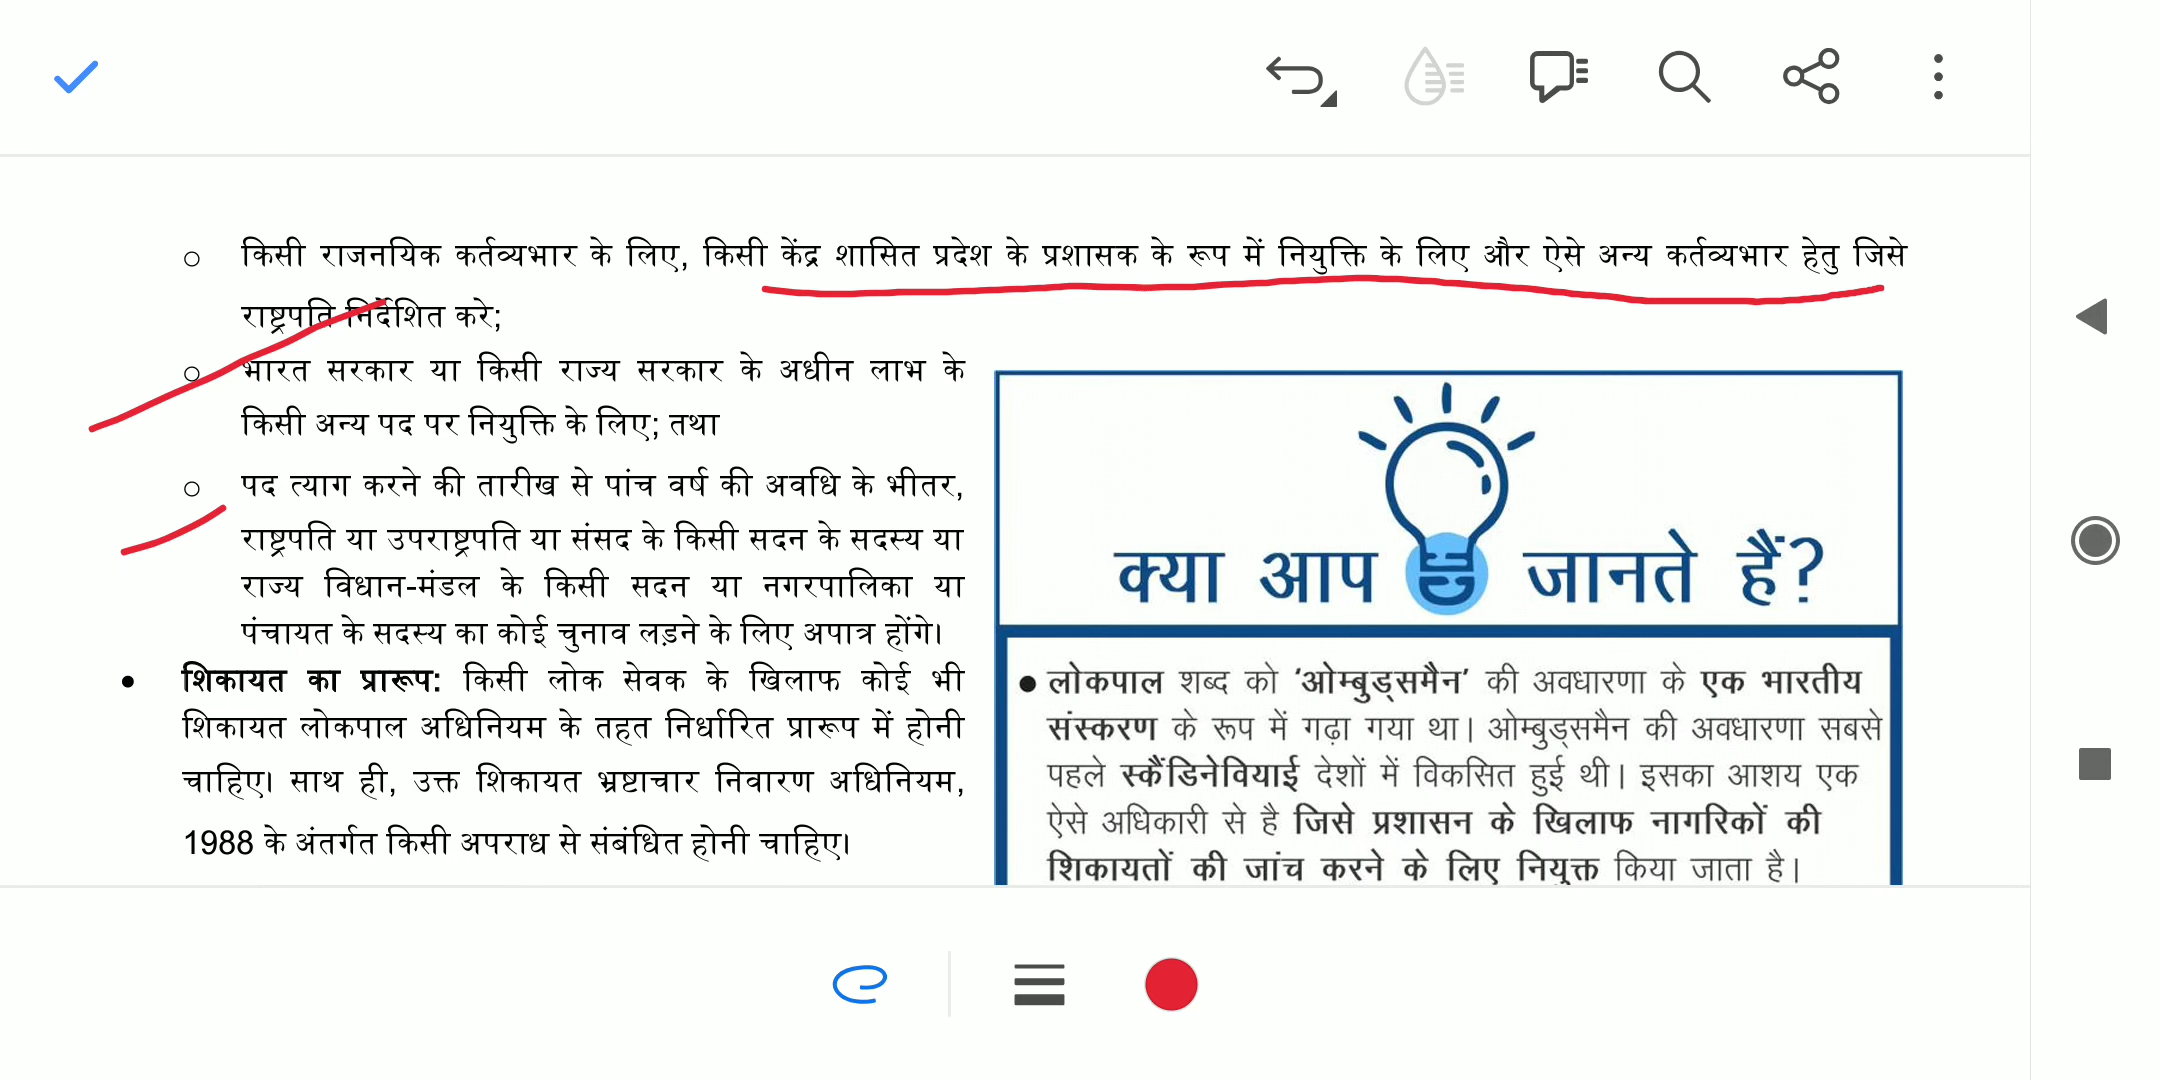 ○ किसी राजनयिक कर्तव्यभार के लिए, किसी केंद्र शासित प्रदेश के प्रशासक के रूप में नियुक्ति के लिए और ऐसे अन्य कर्तव्यभार हेतु जिसे
राष्ट्रपति निर्देशित करे;
○ भारत सरकार या किसी राज्य सरकार के अधीन लाभ के
किसी अन्य पद पर नियुक्ति के लिए; तथा
○ पद त्याग करने की तारीख से पांच वर्ष की अवधि के भीतर,
राष्ट्रपति या उपराष्ट्रपति या संसद के किसी सदन के सदस्य या
राज्य विधान-मंडल के किसी सदन या नगरपालिका या
पंचायत के सदस्य का कोई चुनाव लड़ने के लिए अपात्र होंगे।
● शिकायत का प्रारूप: किसी लोक सेवक के खिलाफ कोई भी
शिकायत लोकपाल अधिनियम के तहत निर्धारित प्रारूप में होनी
चाहिए। साथ ही, उक्त शिकायत भ्रष्टाचार निवारण अधिनियम,
1988 के अंतर्गत किसी अपराध से संबंधित होनी चाहिए।
क्या आप जानते हैं?
● लोकपाल शब्द को 'ओम्बुड्समैन' की अवधारणा के एक भारतीय
संस्करण के रूप में गढ़ा गया था। ओम्बुड्समैन की अवधारणा सबसे
पहले स्कैंडिनेवियाई देशों में विकसित हुई थी। इसका आशय एक
ऐसे अधिकारी से है जिसे प्रशासन के खिलाफ नागरिकों की
शिकायतों की जांच करने के लिए नियुक्त किया जाता है।